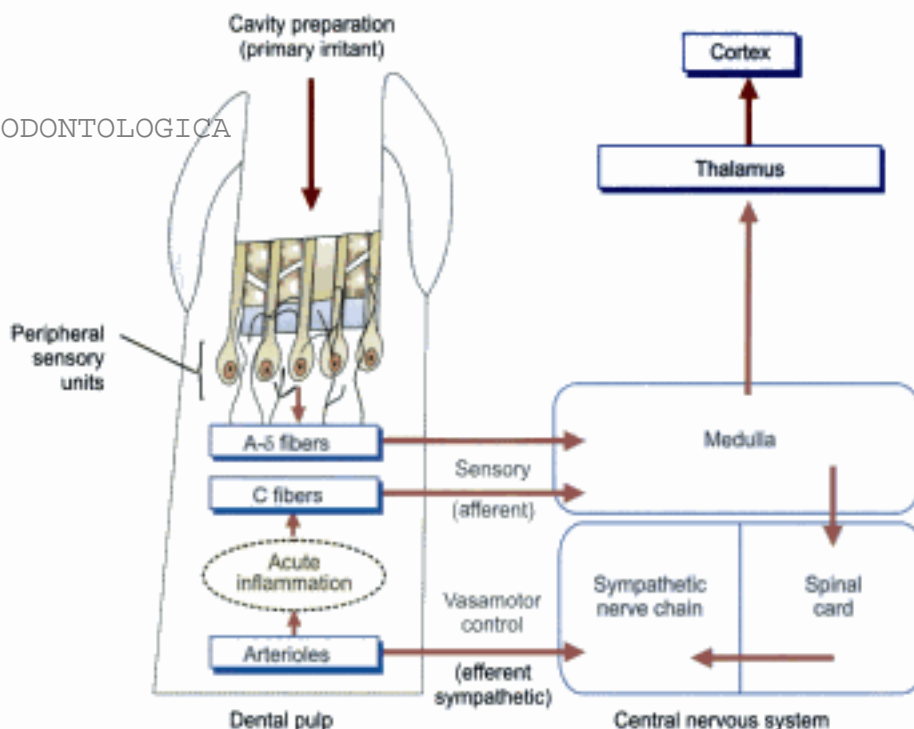 Cavity preparation
(primary irritant)
Cortex
ODONTOLOGICA
Thalamus
Peripheral
sensory
units
A-δ fibers
Medulla
Sensory
C fibers
(afferent)
Acute
inflammation
Sympathetic
nerve chain
Spinal
card
Vasamotor
control
Arterioles
(efferent
sympathetic)
Dental pulp
Central nervous system